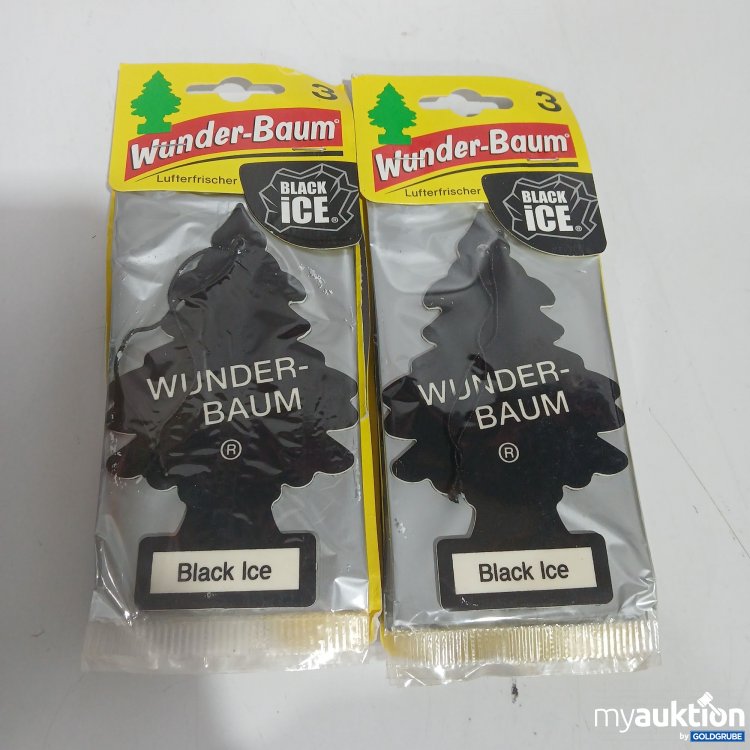 3
Wunder-Baum®
Lufterfrischer
BLACK
iCE®
WUNDER-
BAUM
®
Black Ice
3
Wunder-Baum®
Lufterfrischer
BLACK
iCE®
WUNDER-
BAUM
®
Black Ice
myauktion
by GOLDGRUBE